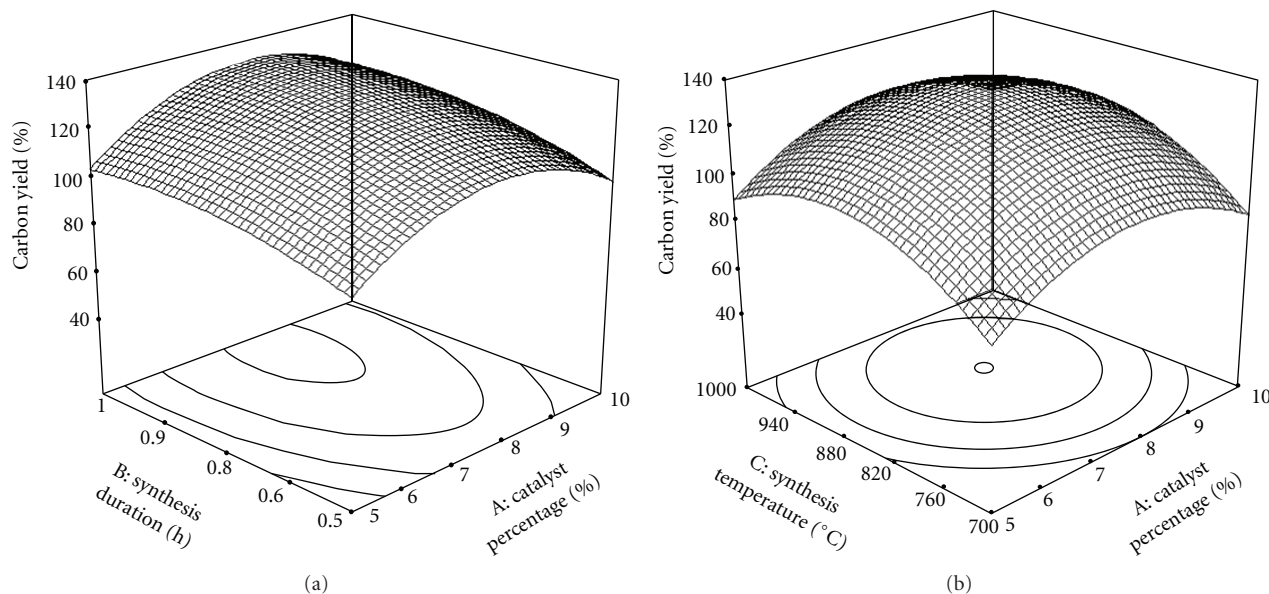 140
120
100
80
60
40
Carbon yield (%)
1
0.9
0.8
0.6
0.5
B: synthesis
duration (h)
5
6
7
8
9
10
A: catalyst
percentage (%)
(a)
140
120
100
80
60
40
Carbon yield (%)
1000
940
880
820
760
700
C: synthesis
temperature (°C)
5
6
7
8
9
10
A: catalyst
percentage (%)
(b)